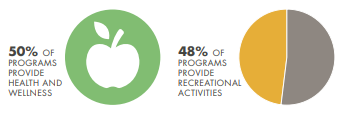 50% OF
PROGRAMS
PROVIDE
HEALTH AND
WELLNESS
48% OF
PROGRAMS
PROVIDE
RECREATIONAL
ACTIVITIES